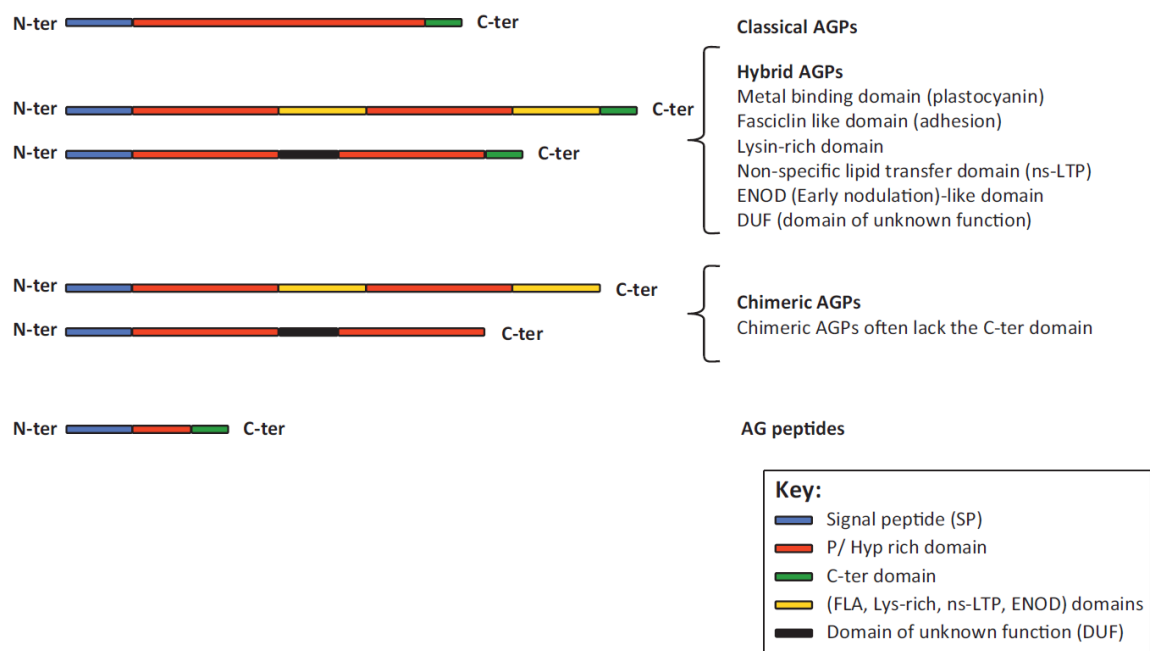 N-ter C-ter Classical AGPs
Hybrid AGPs
Metal binding domain (plastocyanin)
N-ter C-ter
Fasciclin like domain (adhesion)
Lysin-rich domain
N-ter C-ter
Non-specific lipid transfer domain (ns-LTP)
ENOD (Early nodulation)-like domain
DUF (domain of unknown function)
N-ter C-ter
Chimeric AGPs
Chimeric AGPs often lack the C-ter domain
N-ter C-ter
N-ter C-ter AG peptides
Key:
Signal peptide (SP)
P/ Hyp rich domain
C-ter domain
(FLA, Lys-rich, ns-LTP, ENOD) domains
Domain of unknown function (DUF)